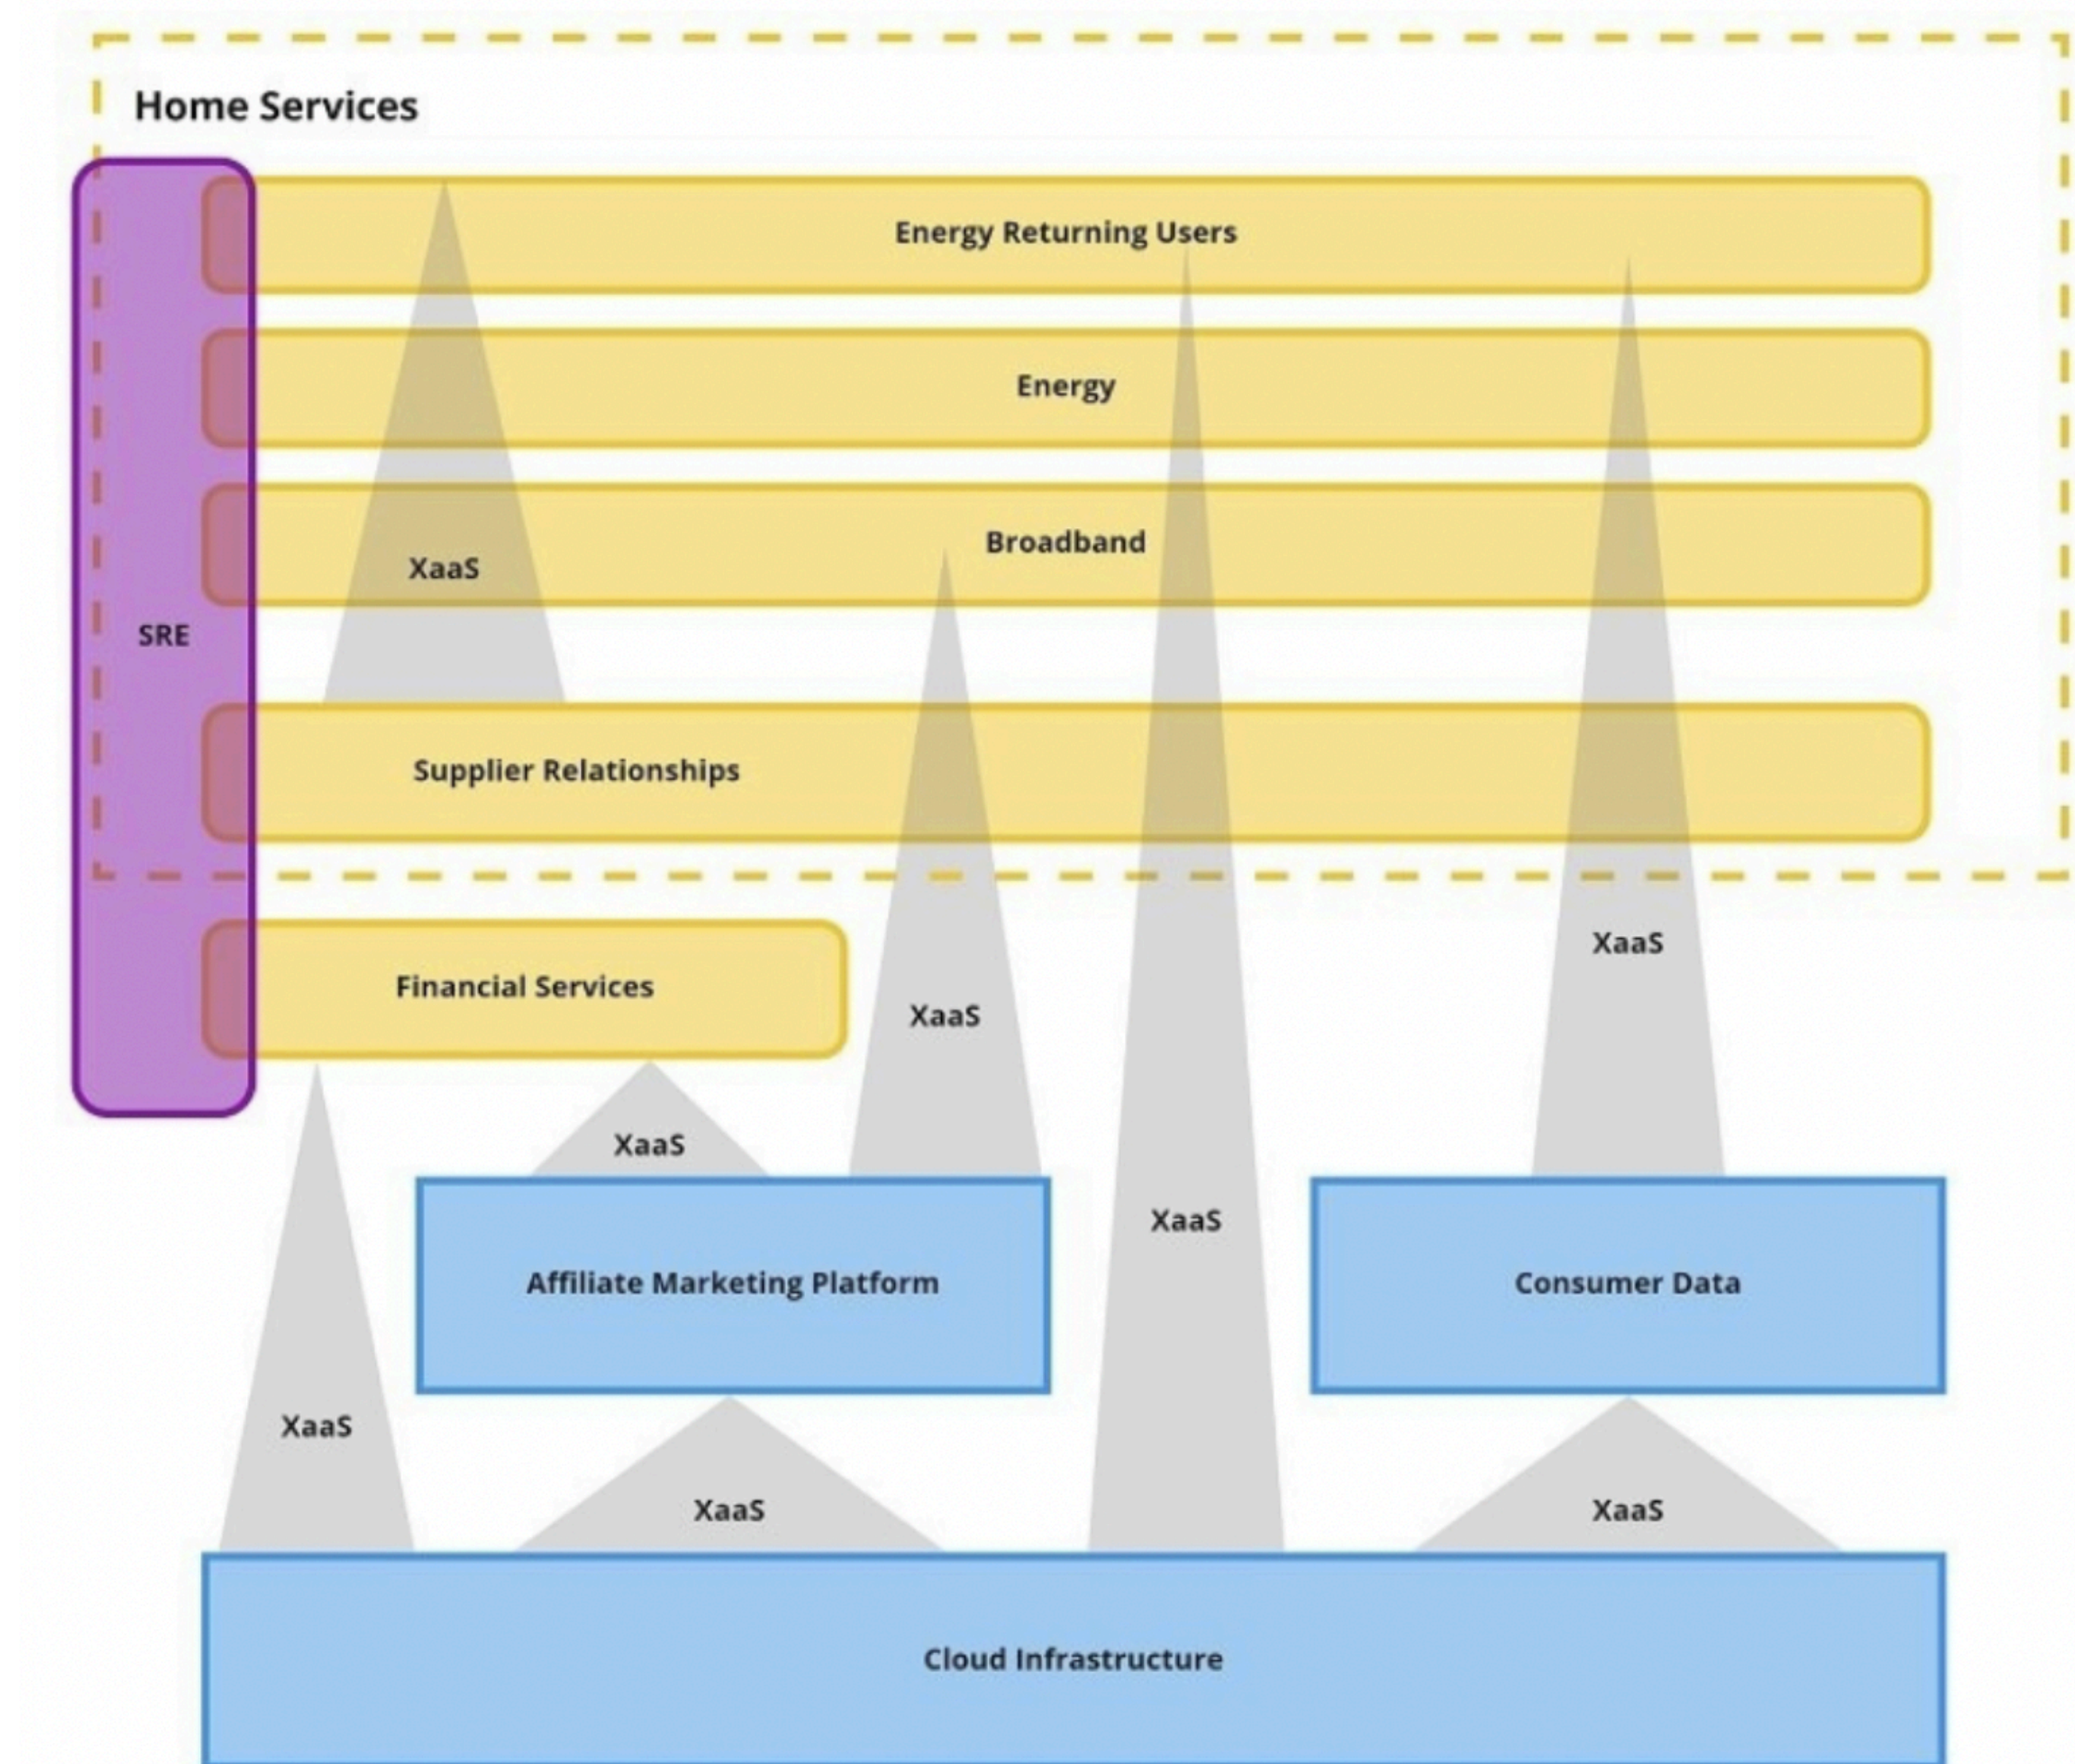 Home Services
Energy Returning Users
Energy
Broadband
XaaS
SRE
Supplier Relationships
XaaS
Financial Services
XaaS
XaaS
XaaS
Affiliate Marketing Platform
Consumer Data
XaaS
XaaS
XaaS
Cloud Infrastructure